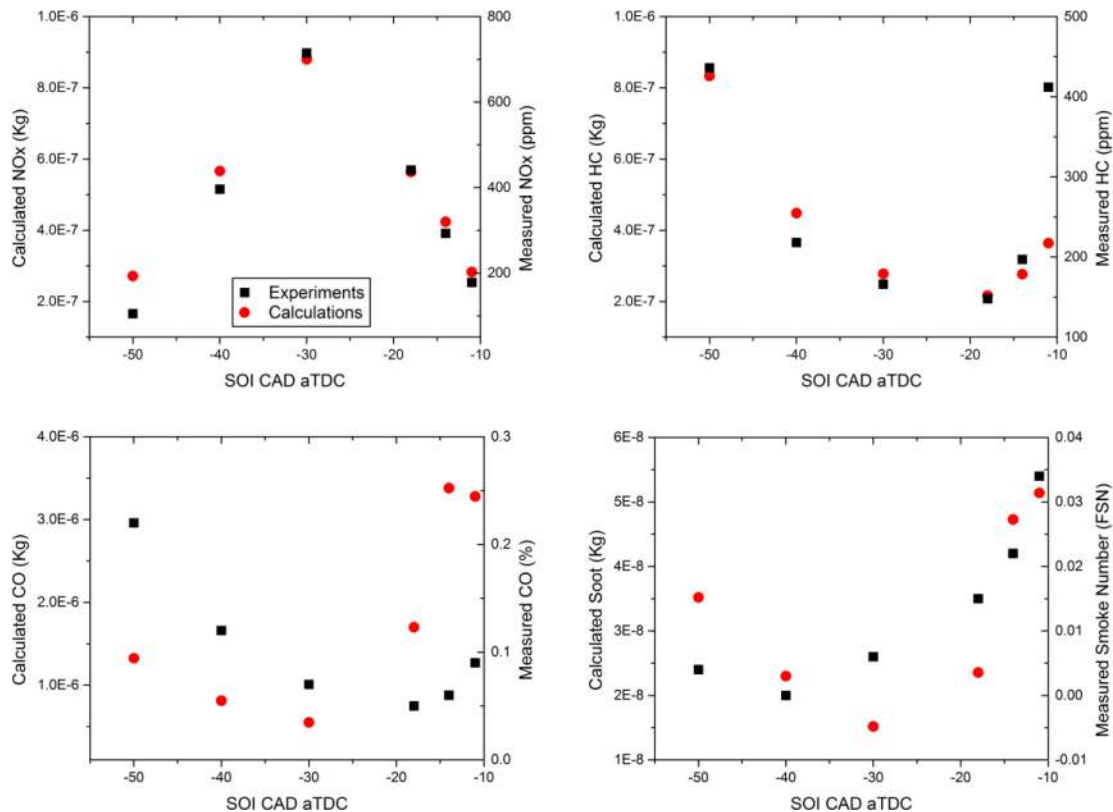 1.0E-6
8.0E-7
6.0E-7
4.0E-7
2.0E-7
Calculated NOx (Kg)
800
600
400
200
Measured NOx (ppm)
Experiments
Calculations
-50 -40 -30 -20 -10
SOI CAD aTDC
1.0E-6
8.0E-7
6.0E-7
4.0E-7
2.0E-7
Calculated HC (Kg)
500
400
300
200
100
Measured HC (ppm)
-50 -40 -30 -20 -10
SOI CAD aTDC
4.0E-6
3.0E-6
2.0E-6
1.0E-6
Calculated CO (Kg)
0.3
0.2
0.1
0.0
Measured CO (%)
-50 -40 -30 -20 -10
SOI CAD aTDC
6E-8
5E-8
4E-8
3E-8
2E-8
1E-8
Calculated Soot (Kg)
0.04
0.03
0.02
0.01
0.00
-0.01
Measured Smoke Number (FSN)
-50 -40 -30 -20 -10
SOI CAD aTDC